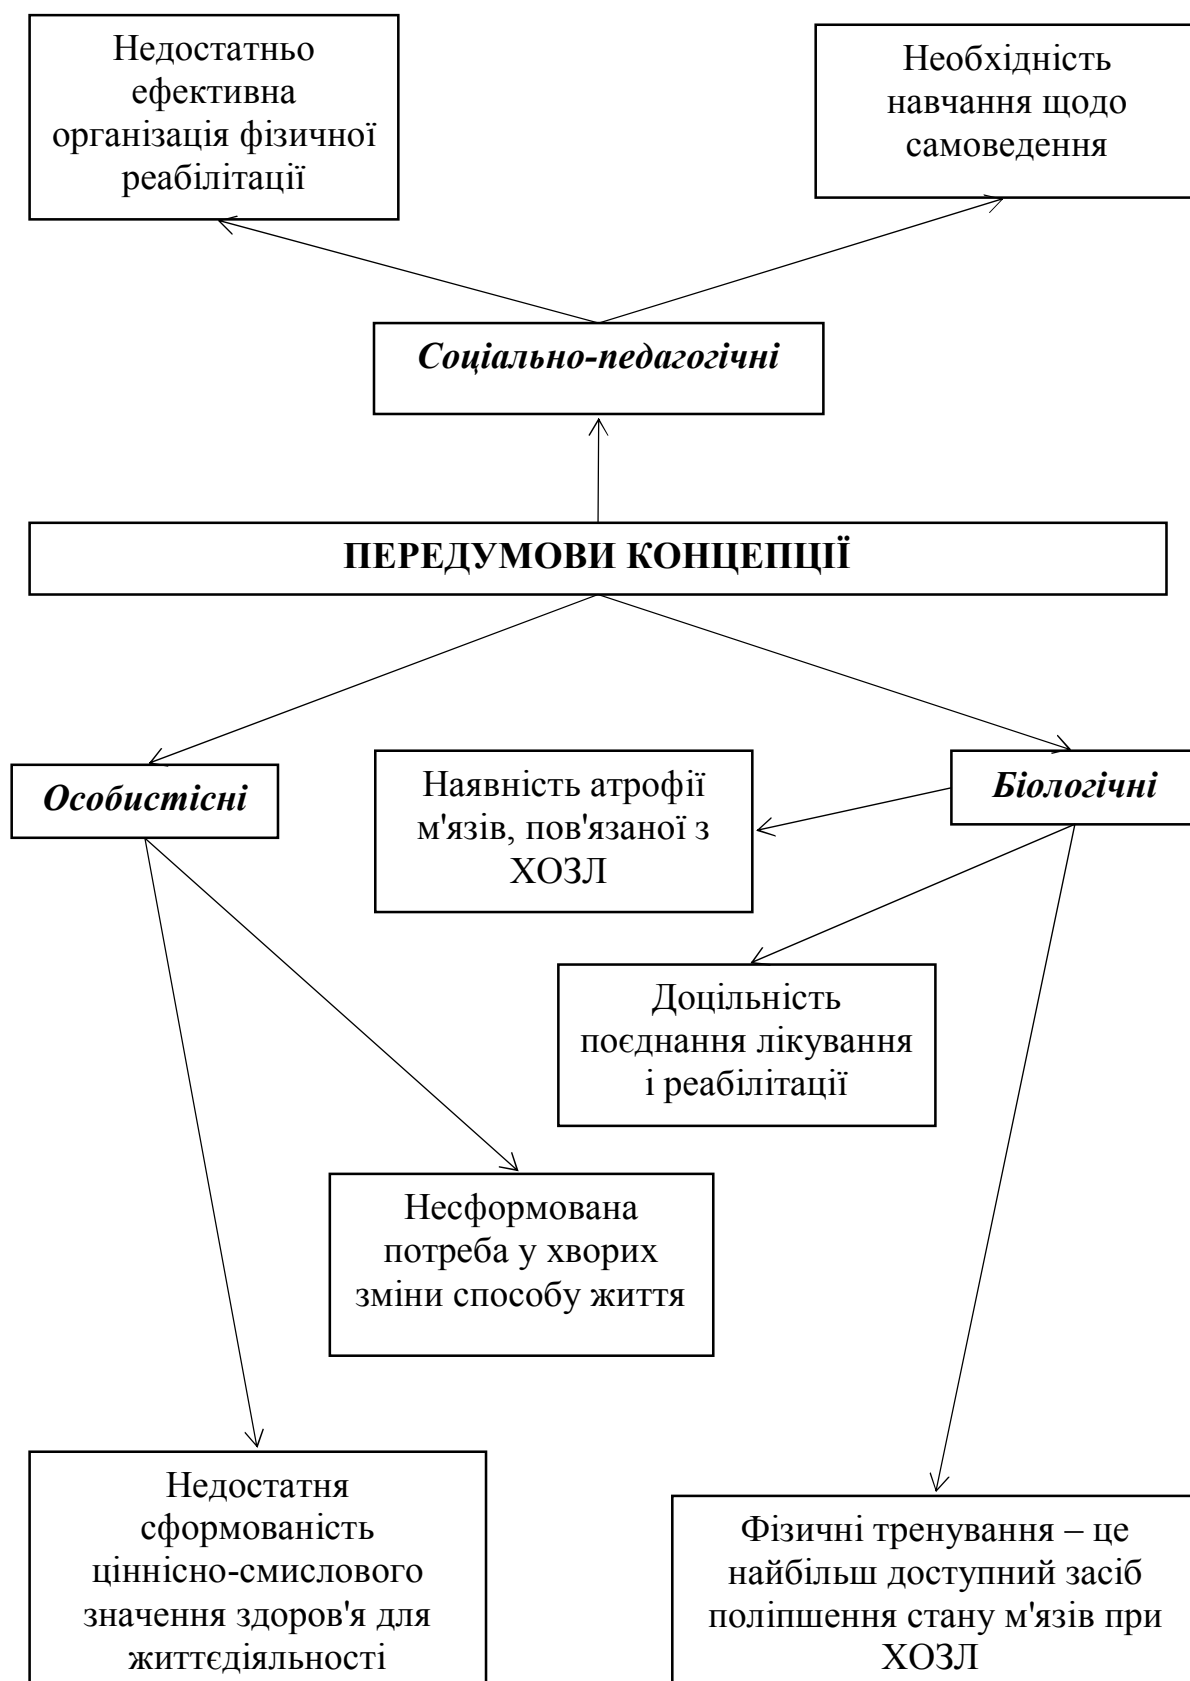 Недостатньо
ефективна
організація фізичної
реабілітації
Необхідність
навчання щодо
самоведення
Соціально-педагогічні
ПЕРЕДУМОВИ КОНЦЕПЦІЇ
Особистісні
Наявність атрофії
м'язів, пов'язаної з
ХОЗЛ
Біологічні
Доцільність
поєднання лікування
і реабілітації
Несформована
потреба у хворих
зміни способу життя
Недостатня
сформованість
ціннісно-смислового
значення здоров'я для
життєдіяльності
Фізичні тренування – це
найбільш доступний засіб
поліпшення стану м'язів при
ХОЗЛ